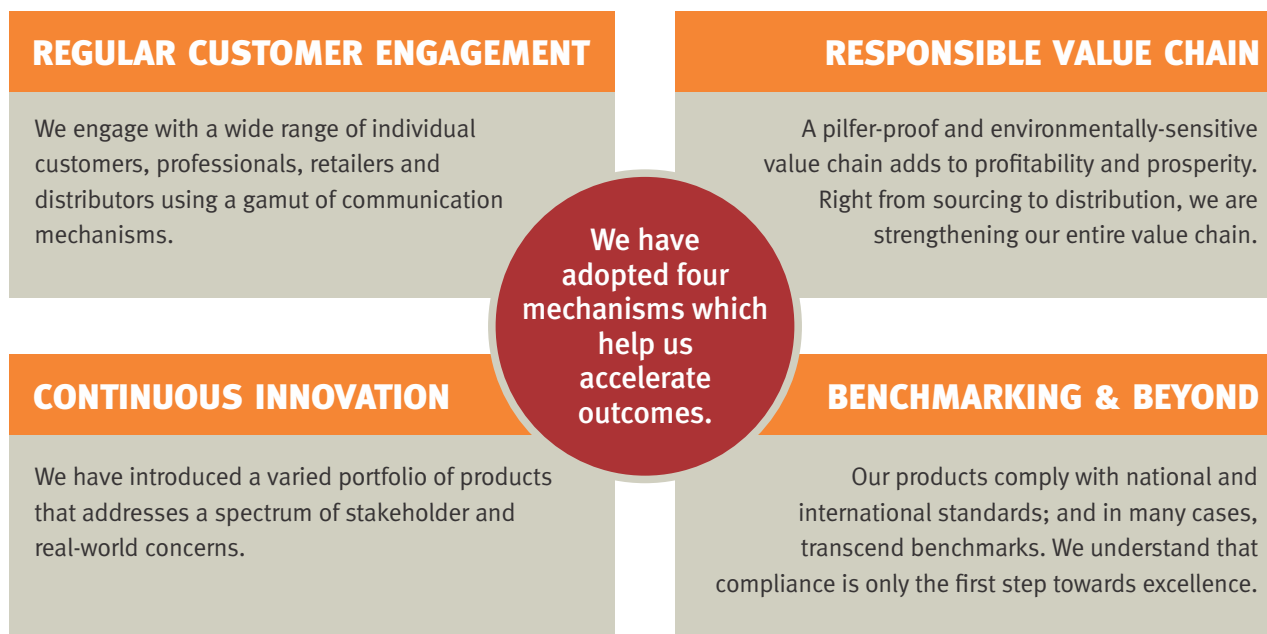 REGULAR CUSTOMER ENGAGEMENT
We engage with a wide range of individual
customers, professionals, retailers and
distributors using a gamut of communication
mechanisms.
RESPONSIBLE VALUE CHAIN
A pilfer-proof and environmentally-sensitive
value chain adds to profitability and prosperity.
Right from sourcing to distribution, we are
strengthening our entire value chain.
We have
adopted four
mechanisms which
help us
accelerate
outcomes.
CONTINUOUS INNOVATION
We have introduced a varied portfolio of products
that addresses a spectrum of stakeholder and
real-world concerns.
BENCHMARKING & BEYOND
Our products comply with national and
international standards; and in many cases,
transcend benchmarks. We understand that
compliance is only the first step towards excellence.